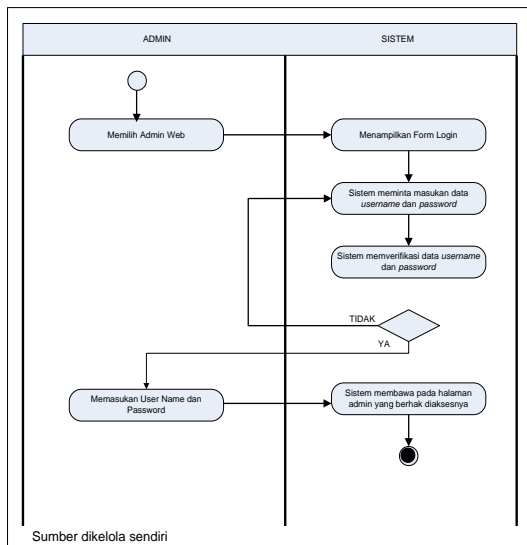 ADMIN
SISTEM
Memilih Admin Web
Menampilkan Form Login
Sistem meminta masukan data
username dan password
Sistem memverifikasi data username
dan password
TIDAK
YA
Memasukan User Name dan
Password
Sistem membawa pada halaman
admin yang berhak diaksesnya
Sumber dikelola sendiri